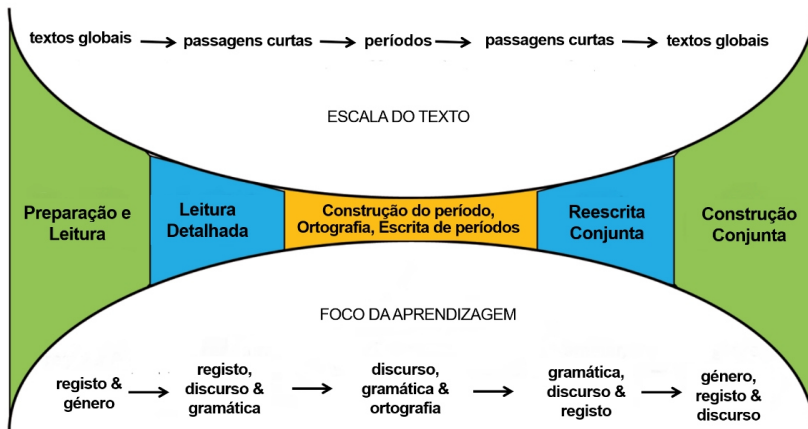 textos globais → passagens curtas → períodos → passagens curtas → textos globais
ESCALA DO TEXTO
Preparação e
Leitura
Leitura
Detalhada
Construção do período,
Ortografia, Escrita de períodos
Reescrita
Conjunta
Construção
Conjunta
FOCO DA APRENDIZAGEM
registo &
género
registo,
discurso &
gramática
discurso,
gramática &
ortografia
gramática,
discurso &
registo
género,
registo &
discurso